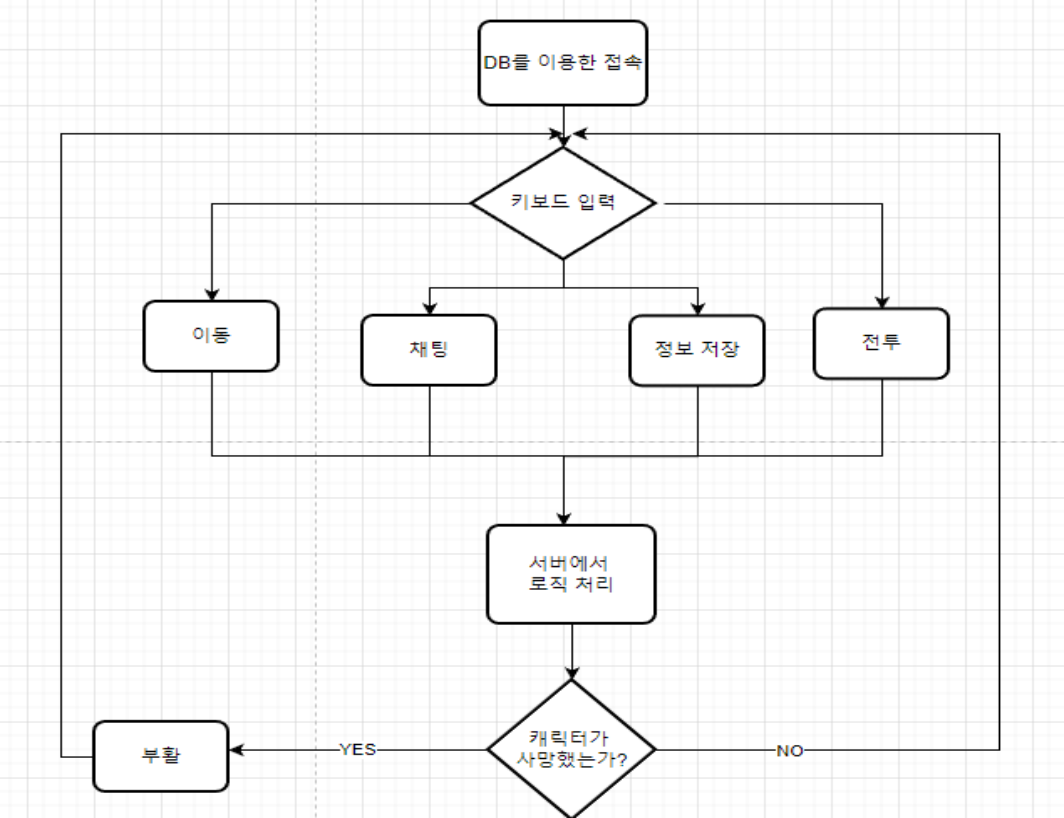 DB를 이용한 접속
키보드 입력
이동
채팅
정보 저장
전투
서버에서
로직 처리
캐릭터가
사망했는가?
YES
NO
부활